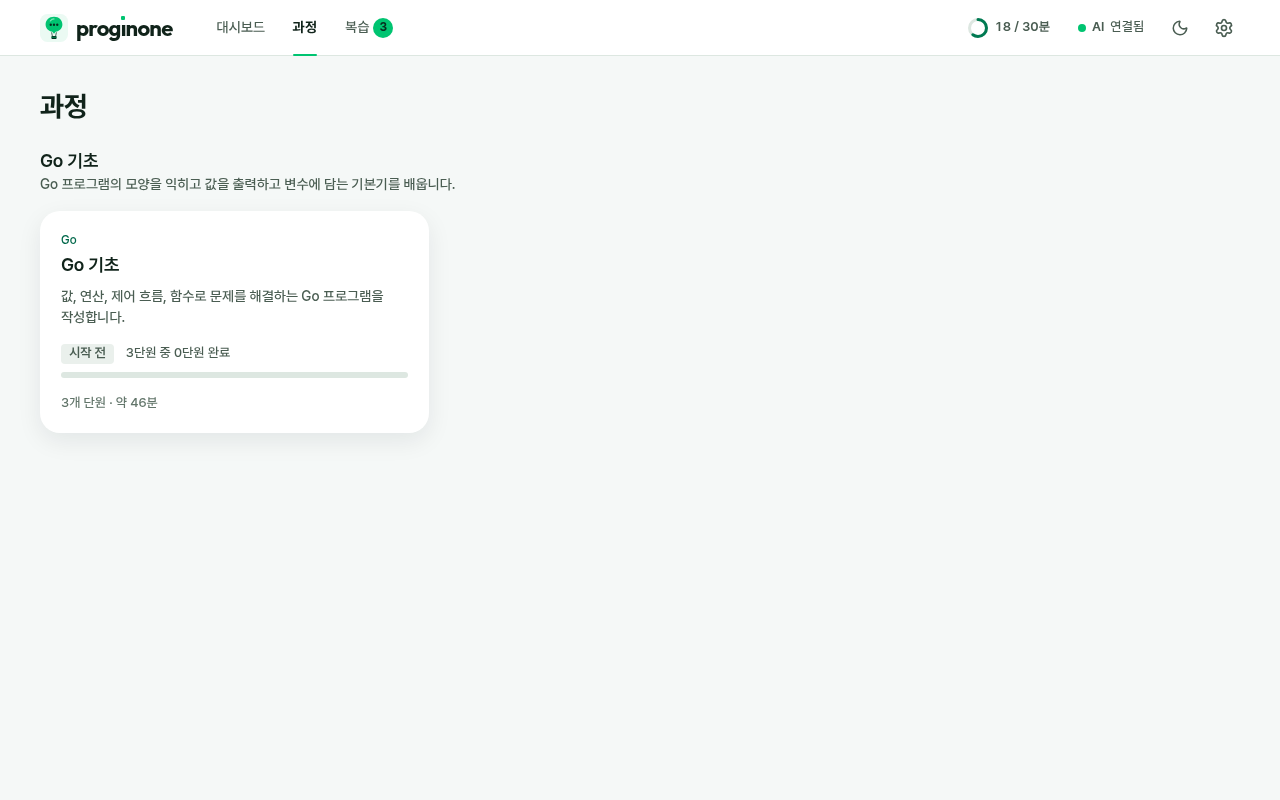 proginone
대시보드
과정
복습 3
18 / 30분
AI 연결됨
과정
Go 기초
Go 프로그램의 모양을 익히고 값을 출력하고 변수에 담는 기본기를 배웁니다.
Go
Go 기초
값, 연산, 제어 흐름, 함수로 문제를 해결하는 Go 프로그램을
작성합니다.
시작 전 3단원 중 0단원 완료
3개 단원 · 약 46분